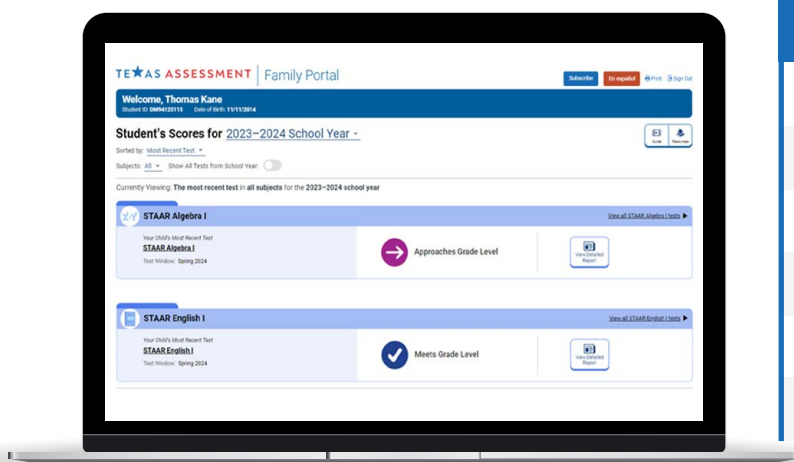 TE★AS ASSESSMENT | Family Portal
Subscribe En español Print Sign Out
Welcome, Thomas Kane
Student ID DM94325115 Date of Birth 11/11/2014
Student's Scores for 2023–2024 School Year
Guide Resources
Sorted by: Most Recent Test
Subjects: All Show All Tests from School Year:
Currently Viewing: The most recent test in all subjects for the 2023–2024 school year
STAAR Algebra I View all STAAR Algebra I tests
Your Child's Most Recent Test
STAAR Algebra I
Test Window: Spring 2024
Approaches Grade Level
View Detailed
Report
STAAR English I View all STAAR English I tests
Your Child's Most Recent Test
STAAR English I
Test Window: Spring 2024
Meets Grade Level
View Detailed
Report